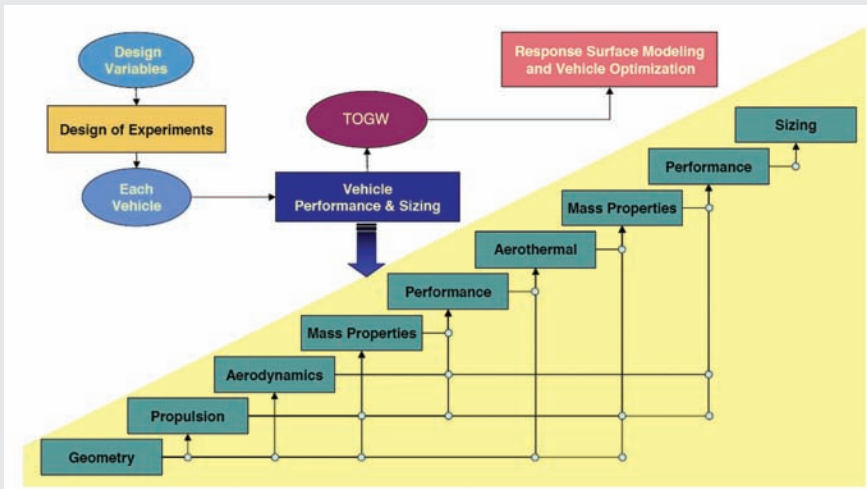 Design
Variables
Design of Experiments
Each
Vehicle
Vehicle
Performance & Sizing
TOGW
Response Surface Modeling
and Vehicle Optimization
Sizing
Performance
Mass Properties
Aerothermal
Performance
Mass Properties
Aerodynamics
Propulsion
Geometry